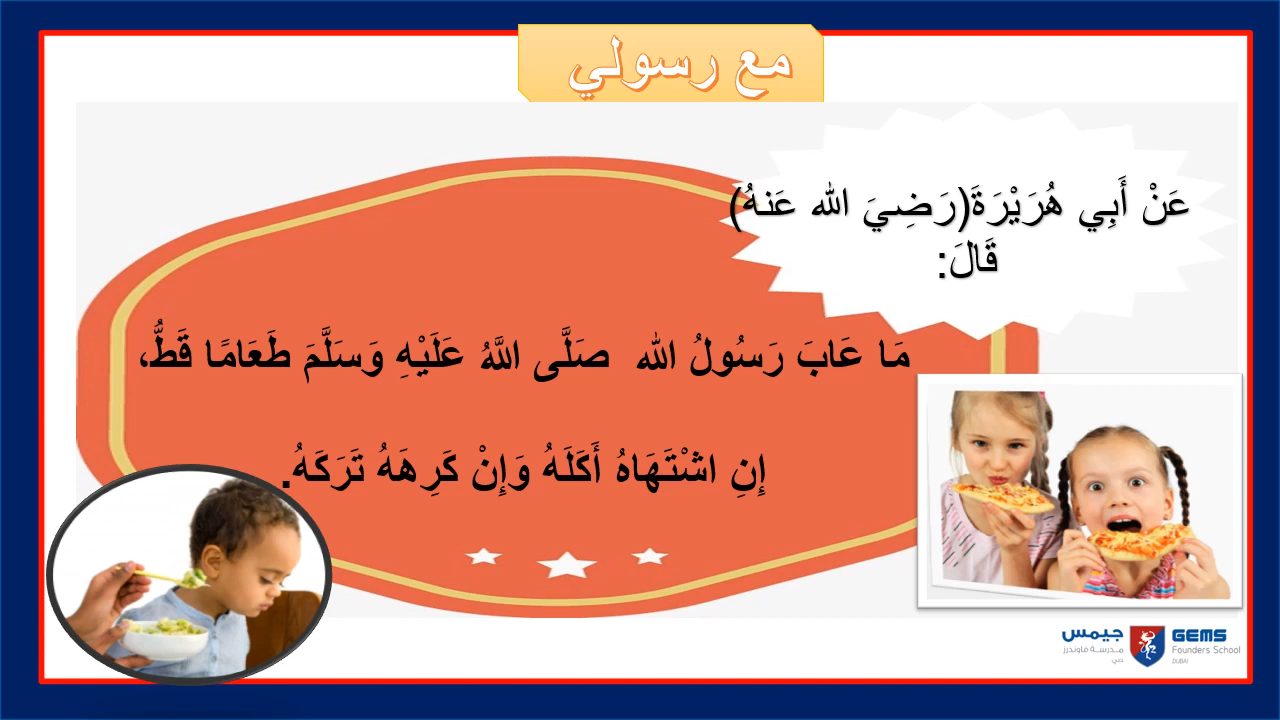 مع رسولي
عَنْ أَبِي هُرَيْرَةَ(رَضِيَ الله عَنهُ)
قَالَ:
مَا عَابَ رَسُولُ الله صَلَّى اللَّهُ عَلَيْهِ وَسَلَّمَ طَعَامًا قَطُّ،
إِنِ اشْتَهَاهُ أَكَلَهُ وَإِنْ كَرِهَهُ تَرَكَهُ.
جيمس
مدرسة فاوندرز
دبي
GEMS
Founders School
DUBAI